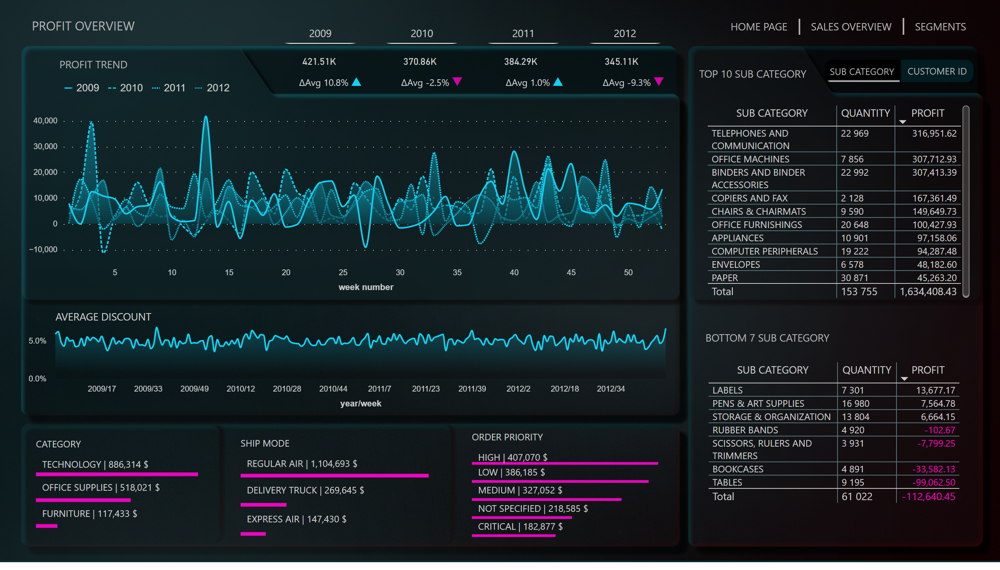 PROFIT OVERVIEW
2009
2010
2011
2012
HOME PAGE
SALES OVERVIEW
SEGMENTS
PROFIT TREND
2009
2010
2011
2012
421.51K
370.86K
384.29K
345.11K
ΔAvg 10.8%
ΔAvg -2.5%
ΔAvg 1.0%
ΔAvg -9.3%
40,000
30,000
20,000
10,000
0
−10,000
5 10 15 20 25 30 35 40 45 50
week number
AVERAGE DISCOUNT
5.0%
0.0%
2009/17 2009/33 2009/49 2010/12 2010/28 2010/44 2011/7 2011/23 2011/39 2012/2 2012/18 2012/34
year/week
CATEGORY
TECHNOLOGY | 886,314 $
OFFICE SUPPLIES | 518,021 $
FURNITURE | 117,433 $
SHIP MODE
REGULAR AIR | 1,104,693 $
DELIVERY TRUCK | 269,645 $
EXPRESS AIR | 147,430 $
ORDER PRIORITY
HIGH | 407,070 $
LOW | 386,185 $
MEDIUM | 327,052 $
NOT SPECIFIED | 218,585 $
CRITICAL | 182,877 $
TOP 10 SUB CATEGORY
SUB CATEGORY
CUSTOMER ID
SUB CATEGORY QUANTITY PROFIT
TELEPHONES AND 22 969 316,951.62
COMMUNICATION
OFFICE MACHINES 7 856 307,712.93
BINDERS AND BINDER 22 992 307,413.39
ACCESSORIES
COPIERS AND FAX 2 128 167,361.49
CHAIRS & CHAIRMATS 9 590 149,649.73
OFFICE FURNISHINGS 20 648 100,427.93
APPLIANCES 10 901 97,158.06
COMPUTER PERIPHERALS 19 222 94,287.48
ENVELOPES 6 578 48,182.60
PAPER 30 871 45,263.20
Total 153 755 1,634,408.43
BOTTOM 7 SUB CATEGORY
SUB CATEGORY QUANTITY PROFIT
LABELS 7 301 13,677.17
PENS & ART SUPPLIES 16 980 7,564.78
STORAGE & ORGANIZATION 13 804 6,664.15
RUBBER BANDS 4 920 -102.67
SCISSORS, RULERS AND 3 931 -7,799.25
TRIMMERS
BOOKCASES 4 891 -33,582.13
TABLES 9 195 -99,062.50
Total 61 022 -112,640.45